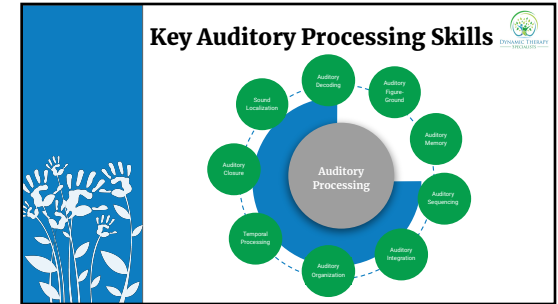 Key Auditory Processing Skills
DYNAMIC THERAPY
SPECIALISTS
Auditory
Decoding
Auditory
Figure-
Ground
Auditory
Memory
Auditory
Sequencing
Auditory
Integration
Auditory
Organization
Temporal
Processing
Auditory
Closure
Sound
Localization
Auditory
Processing